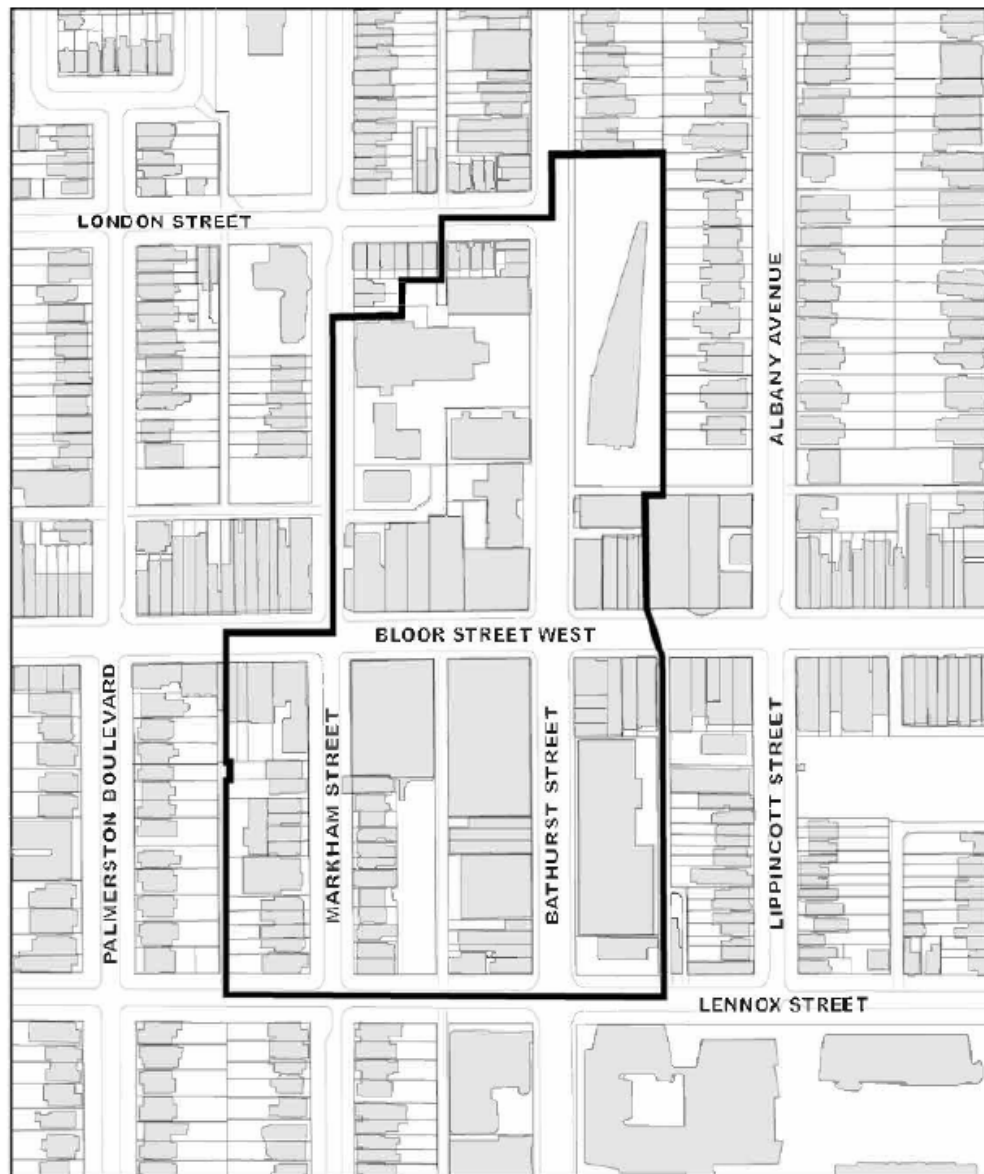 LONDON STREET
ALBANY AVENUE
BLOOR STREET WEST
PALMERSTON BOULEVARD
MARKHAM STREET
BATHURST STREET
LIPPINCOTT STREET
LENNOX STREET